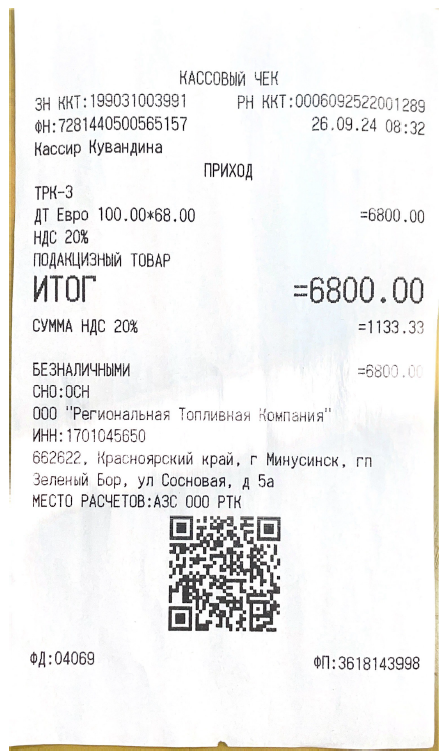 КАССОВЫЙ ЧЕК
ЗН ККТ:199031003991 РН ККТ:0006092522001289
ФН:7281440500565157 26.09.24 08:32
Кассир Кувандина
ПРИХОД
ТРК-3
ДТ Евро 100.00*68.00 =6800.00
НДС 20%
ПОДАКЦИЗНЫЙ ТОВАР
ИТОГ =6800.00
СУММА НДС 20% =1133.33
БЕЗНАЛИЧНЫМИ =6800.00
СНО:ОСН
ООО "Региональная Топливная Компания"
ИНН:1701045650
662622, Красноярский край, г Минусинск, гп
Зеленый Бор, ул Сосновая, д 5а
МЕСТО РАСЧЕТОВ:АЗС ООО РТК
ФД:04069 ФП:3618143998